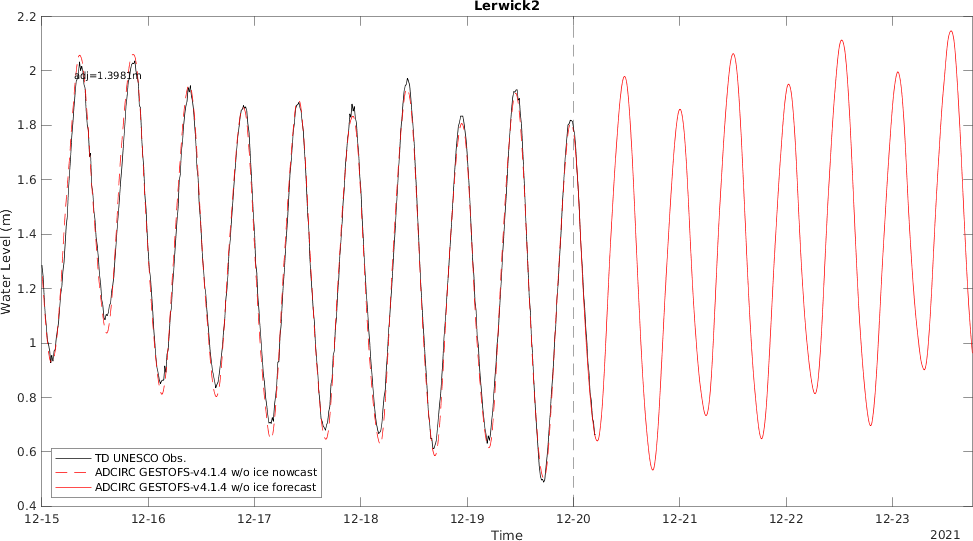 Lerwick2
2.2
2
1.8
1.6
1.4
1.2
1
0.8
0.6
0.4
Water Level (m)
adj=1.3981m
TD UNESCO Obs.
ADCIRC GESTOFS-v4.1.4 w/o ice nowcast
ADCIRC GESTOFS-v4.1.4 w/o ice forecast
12-15 12-16 12-17 12-18 12-19 12-20 12-21 12-22 12-23
Time
2021